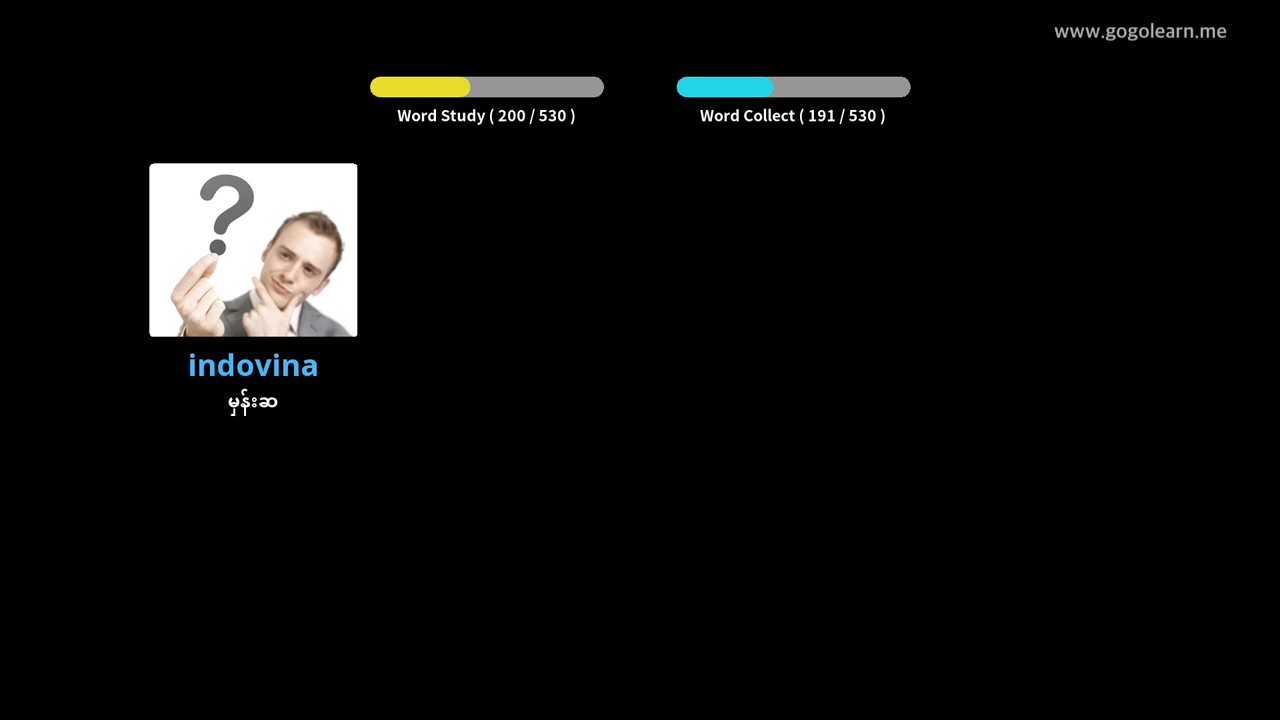 www.gogolearn.me
Word Study ( 200 / 530 )
Word Collect ( 191 / 530 )
?
indovina
မှန်းဆ